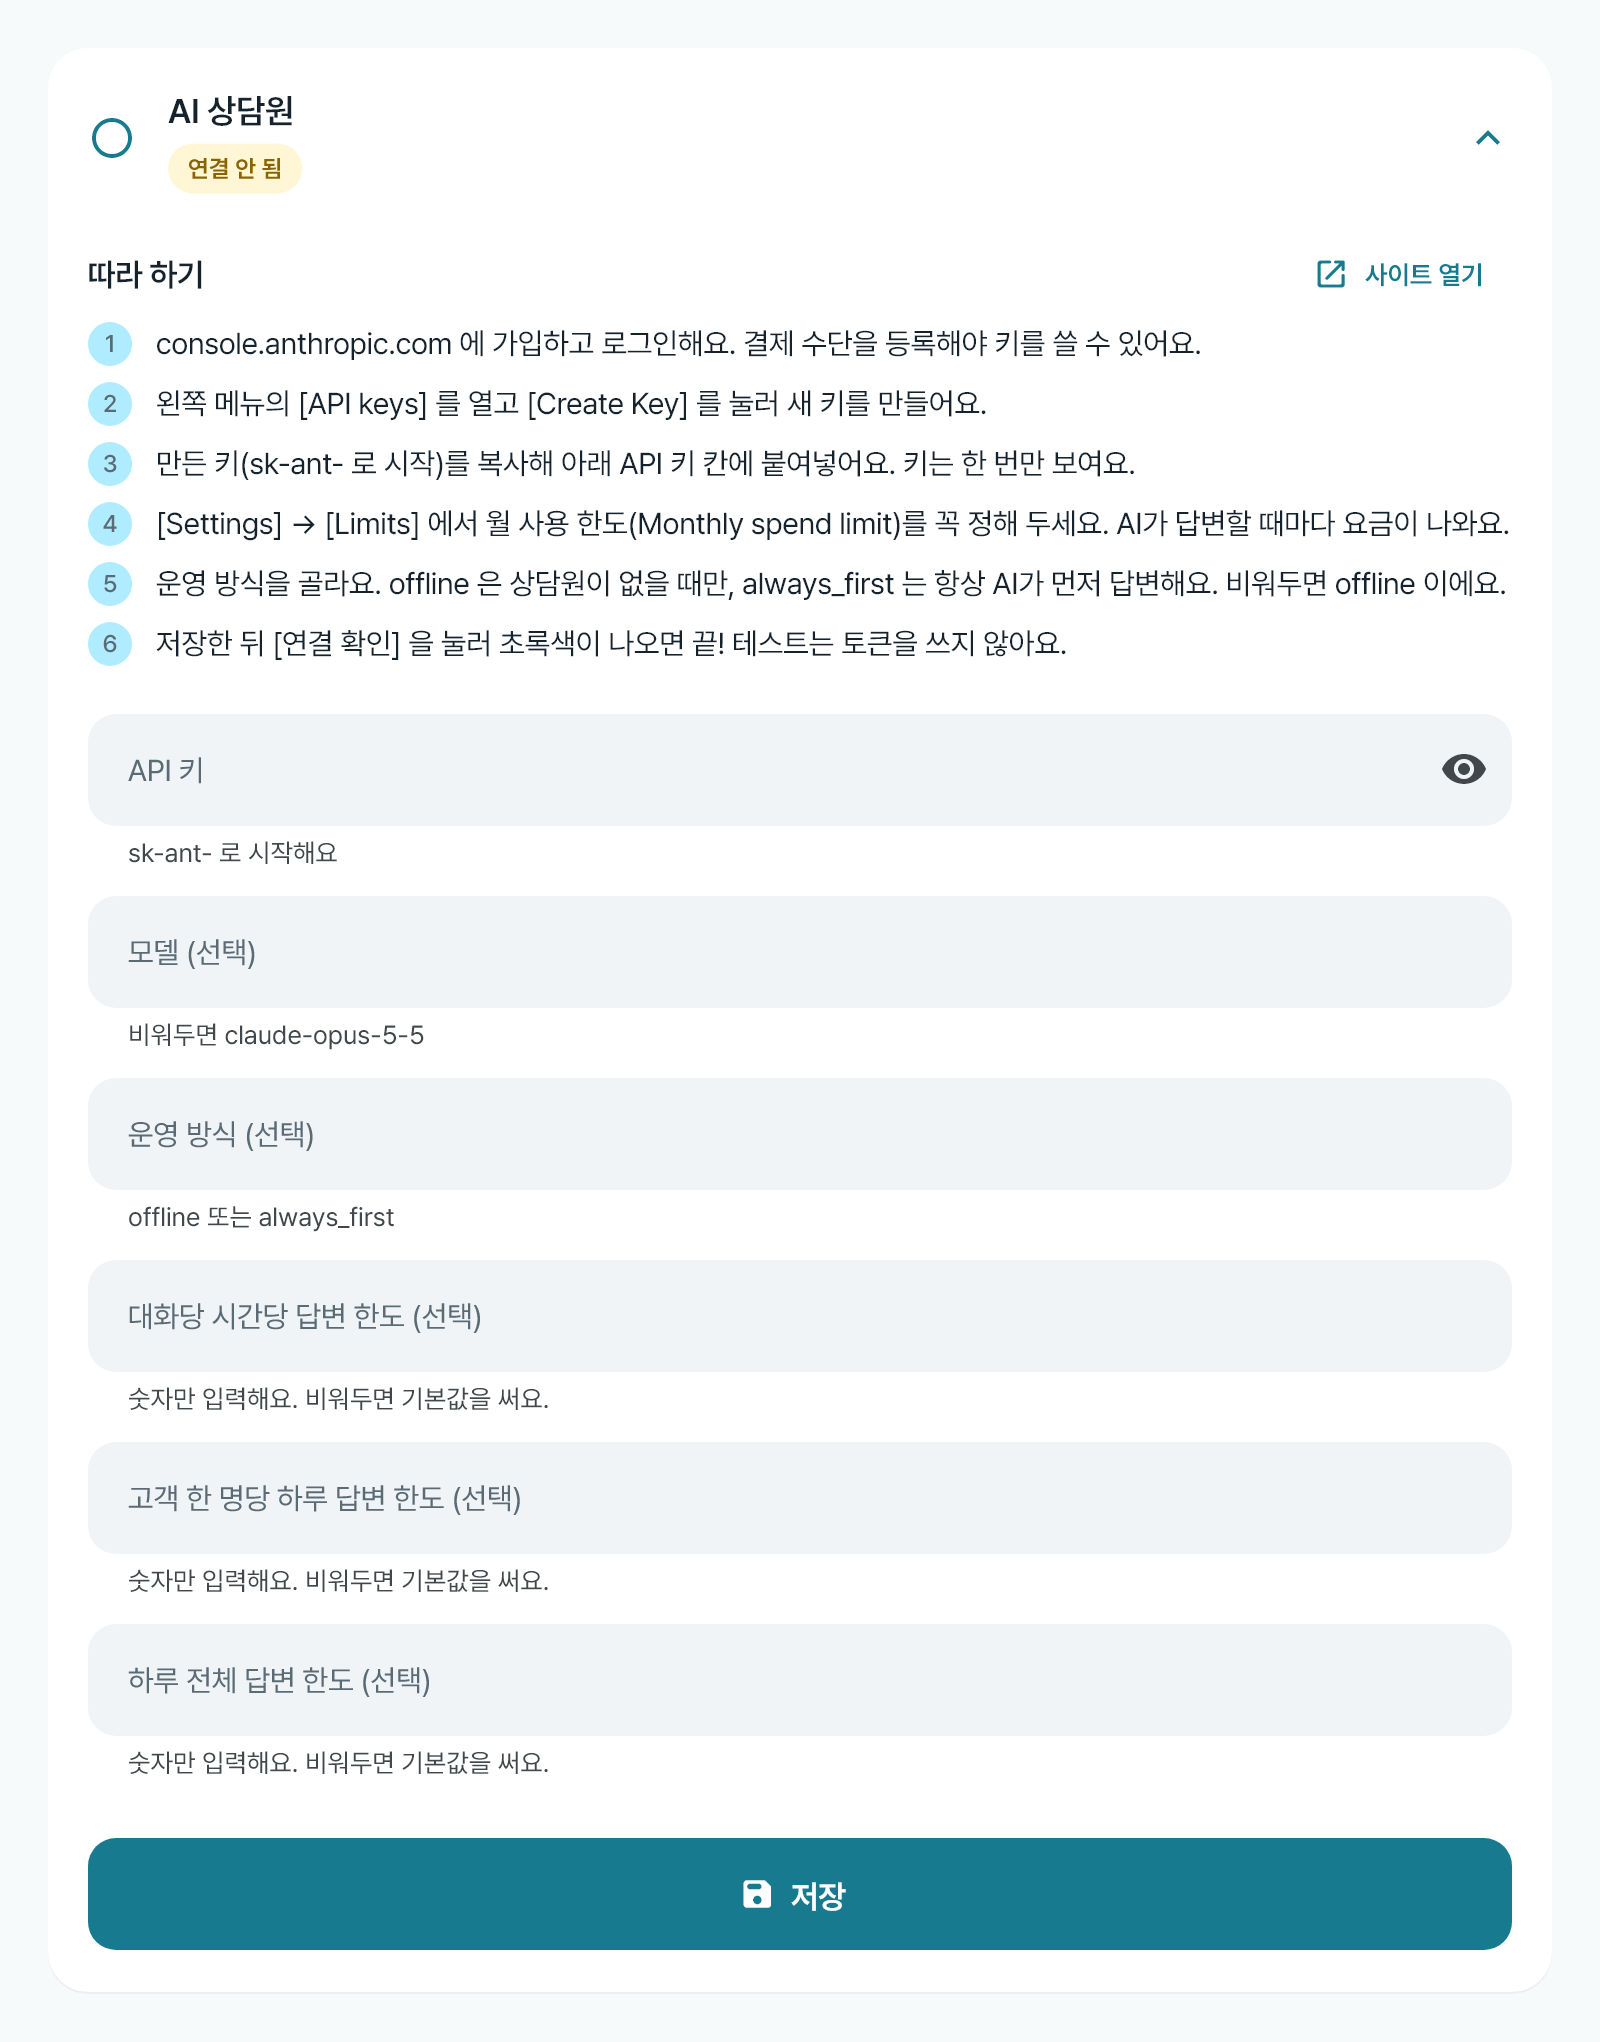 AI 상담원
연결 안 됨
따라 하기
사이트 열기
1 console.anthropic.com 에 가입하고 로그인해요. 결제 수단을 등록해야 키를 쓸 수 있어요.
2 왼쪽 메뉴의 [API keys] 를 열고 [Create Key] 를 눌러 새 키를 만들어요.
3 만든 키(sk-ant- 로 시작)를 복사해 아래 API 키 칸에 붙여넣어요. 키는 한 번만 보여요.
4 [Settings] → [Limits] 에서 월 사용 한도(Monthly spend limit)를 꼭 정해 두세요. AI가 답변할 때마다 요금이 나와요.
5 운영 방식을 골라요. offline 은 상담원이 없을 때만, always_first 는 항상 AI가 먼저 답변해요. 비워두면 offline 이에요.
6 저장한 뒤 [연결 확인] 을 눌러 초록색이 나오면 끝! 테스트는 토큰을 쓰지 않아요.
API 키
sk-ant- 로 시작해요
모델 (선택)
비워두면 claude-opus-5-5
운영 방식 (선택)
offline 또는 always_first
대화당 시간당 답변 한도 (선택)
숫자만 입력해요. 비워두면 기본값을 써요.
고객 한 명당 하루 답변 한도 (선택)
숫자만 입력해요. 비워두면 기본값을 써요.
하루 전체 답변 한도 (선택)
숫자만 입력해요. 비워두면 기본값을 써요.
저장